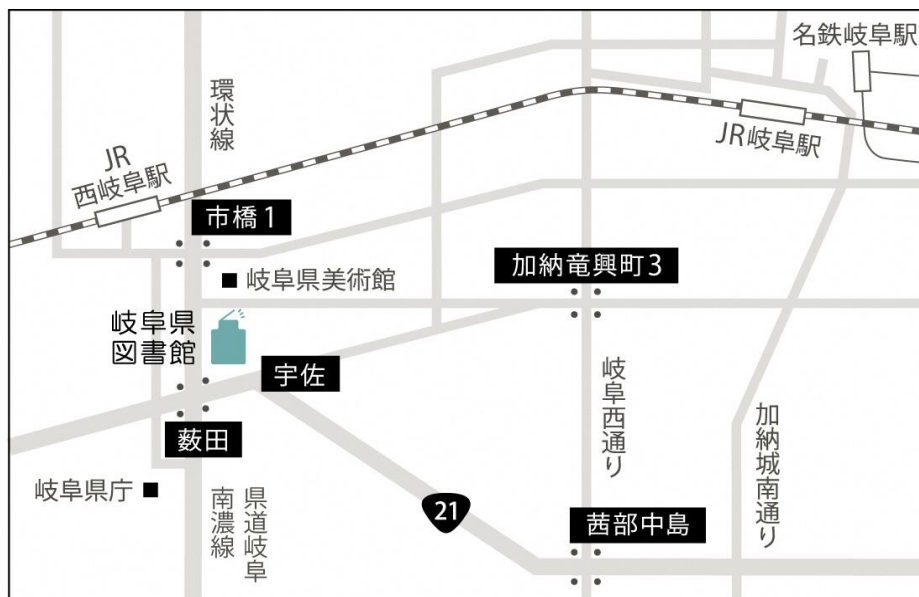 名鉄岐阜駅
環状線
JR岐阜駅
JR
西岐阜駅
市橋1
岐阜県美術館
加納竜興町3
岐阜県
図書館
宇佐
薮田
岐阜西通り
加納城南通り
岐阜県庁
県道岐阜
南濃線
21
茜部中島